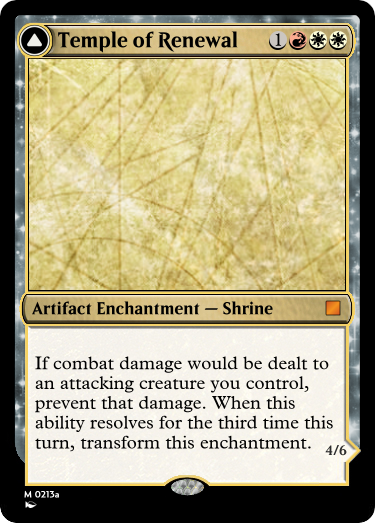 Temple of Renewal 1
Artifact Enchantment — Shrine
If combat damage would be dealt to
an attacking creature you control,
prevent that damage. When this
ability resolves for the third time this
turn, transform this enchantment.
4/6
M 0213a